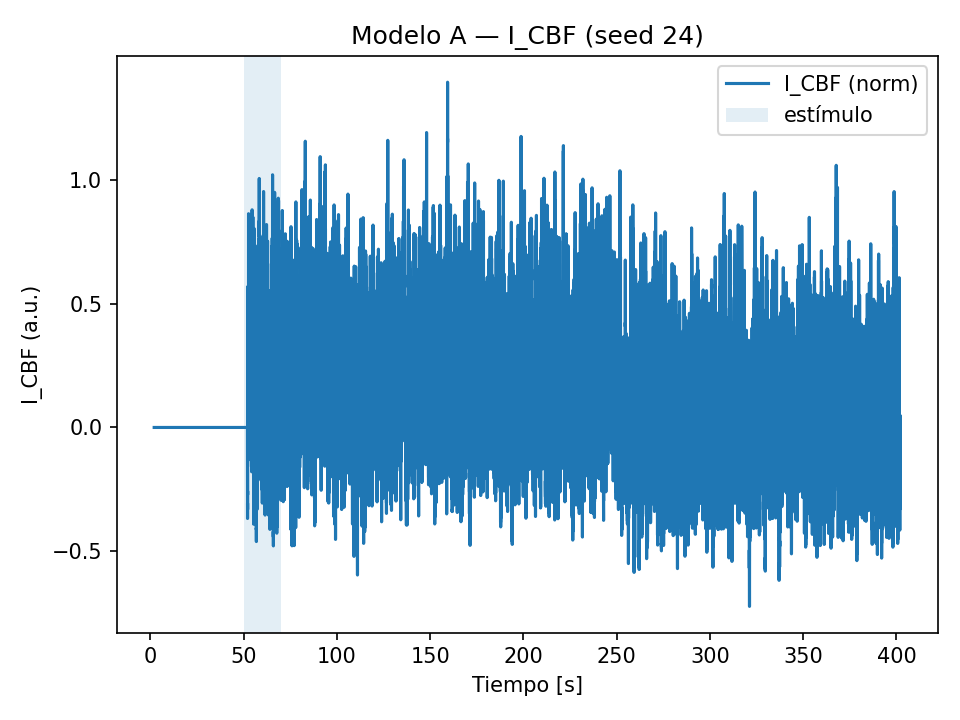 Modelo A — I_CBF (seed 24)
I_CBF (norm)
estímulo
I_CBF (a.u.)
1.0
0.5
0.0
−0.5
0 50 100 150 200 250 300 350 400
Tiempo [s]